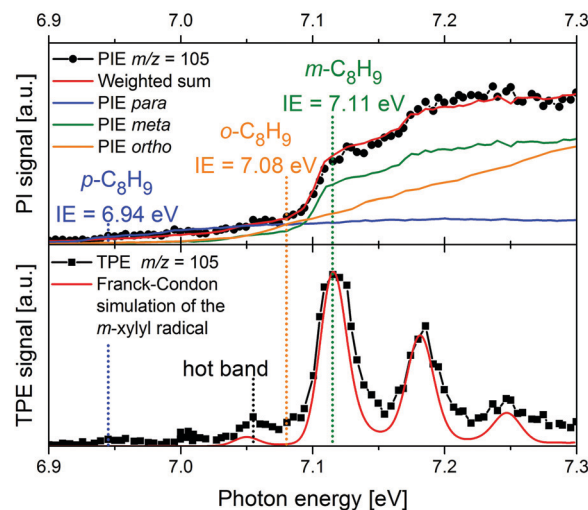 6.9 7.0 7.1 7.2 7.3
PI signal [a.u.]
PIE m/z = 105
Weighted sum
PIE para
PIE meta
PIE ortho
m-C₈H₉
IE = 7.11 eV
o-C₈H₉
IE = 7.08 eV
p-C₈H₉
IE = 6.94 eV
TPE signal [a.u.]
TPE m/z = 105
Franck-Condon
simulation of the
m-xylyl radical
hot band
6.9 7.0 7.1 7.2 7.3
Photon energy [eV]